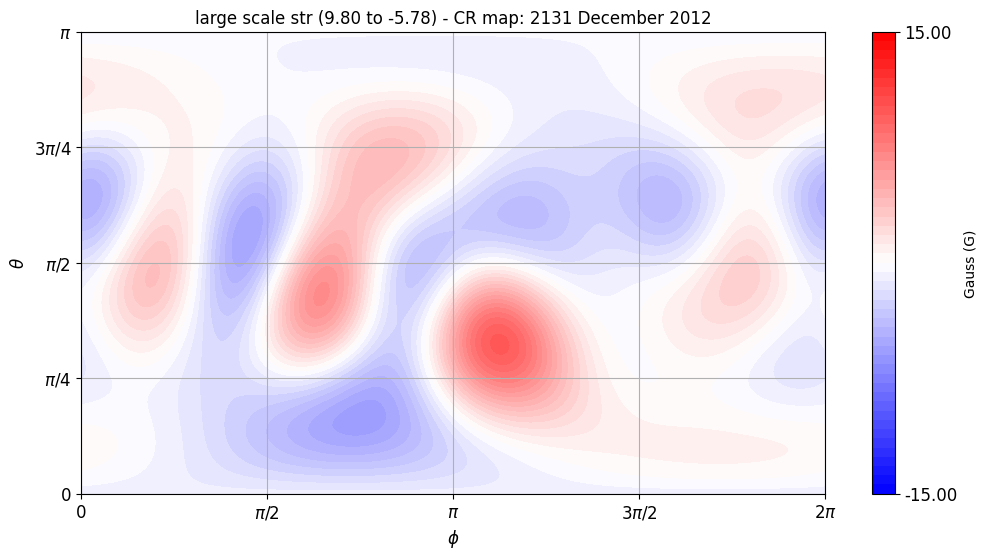 large scale str (9.80 to -5.78) - CR map: 2131 December 2012
π
3π/4
π/2
π/4
0
θ
0
π/2
π
3π/2
2π
ϕ
15.00
-15.00
Gauss (G)